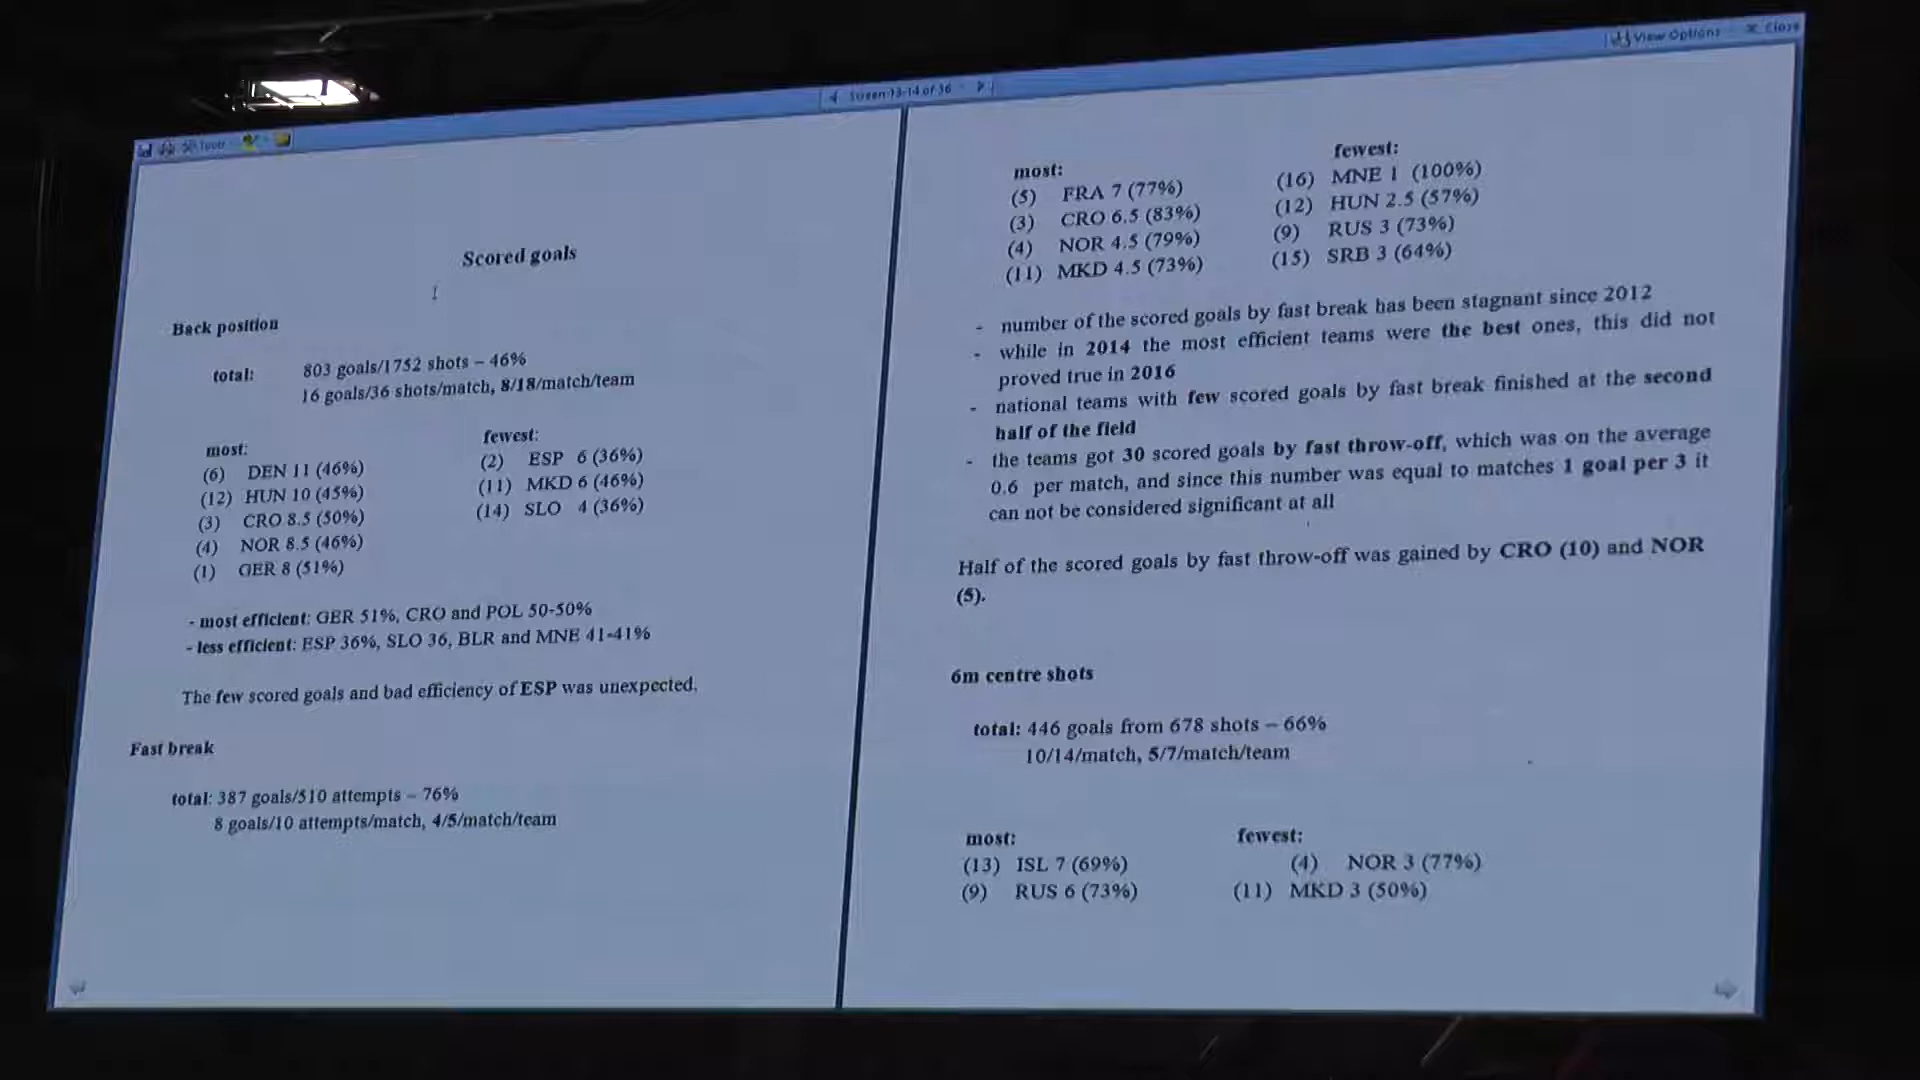 View Options
Close
Screen 13-14 of 36
Tools
Scored goals
Back position
total: 803 goals/1752 shots – 46%
16 goals/36 shots/match, 8/18/match/team
most: fewest:
(6) DEN 11 (46%) (2) ESP 6 (36%)
(12) HUN 10 (45%) (11) MKD 6 (46%)
(3) CRO 8.5 (50%) (14) SLO 4 (36%)
(4) NOR 8.5 (46%)
(1) GER 8 (51%)
- most efficient: GER 51%, CRO and POL 50-50%
- less efficient: ESP 36%, SLO 36, BLR and MNE 41-41%
The few scored goals and bad efficiency of ESP was unexpected.
Fast break
total: 387 goals/510 attempts – 76%
8 goals/10 attempts/match, 4/5/match/team
most: fewest:
(5) FRA 7 (77%) (16) MNE 1 (100%)
(3) CRO 6.5 (83%) (12) HUN 2.5 (57%)
(4) NOR 4.5 (79%) (9) RUS 3 (73%)
(11) MKD 4.5 (73%) (15) SRB 3 (64%)
- number of the scored goals by fast break has been stagnant since 2012
- while in 2014 the most efficient teams were the best ones, this did not
proved true in 2016
- national teams with few scored goals by fast break finished at the second
half of the field
- the teams got 30 scored goals by fast throw-off, which was on the average
0.6 per match, and since this number was equal to matches 1 goal per 3 it
can not be considered significant at all
Half of the scored goals by fast throw-off was gained by CRO (10) and NOR
(5).
6m centre shots
total: 446 goals from 678 shots – 66%
10/14/match, 5/7/match/team
most: fewest:
(13) ISL 7 (69%) (4) NOR 3 (77%)
(9) RUS 6 (73%) (11) MKD 3 (50%)